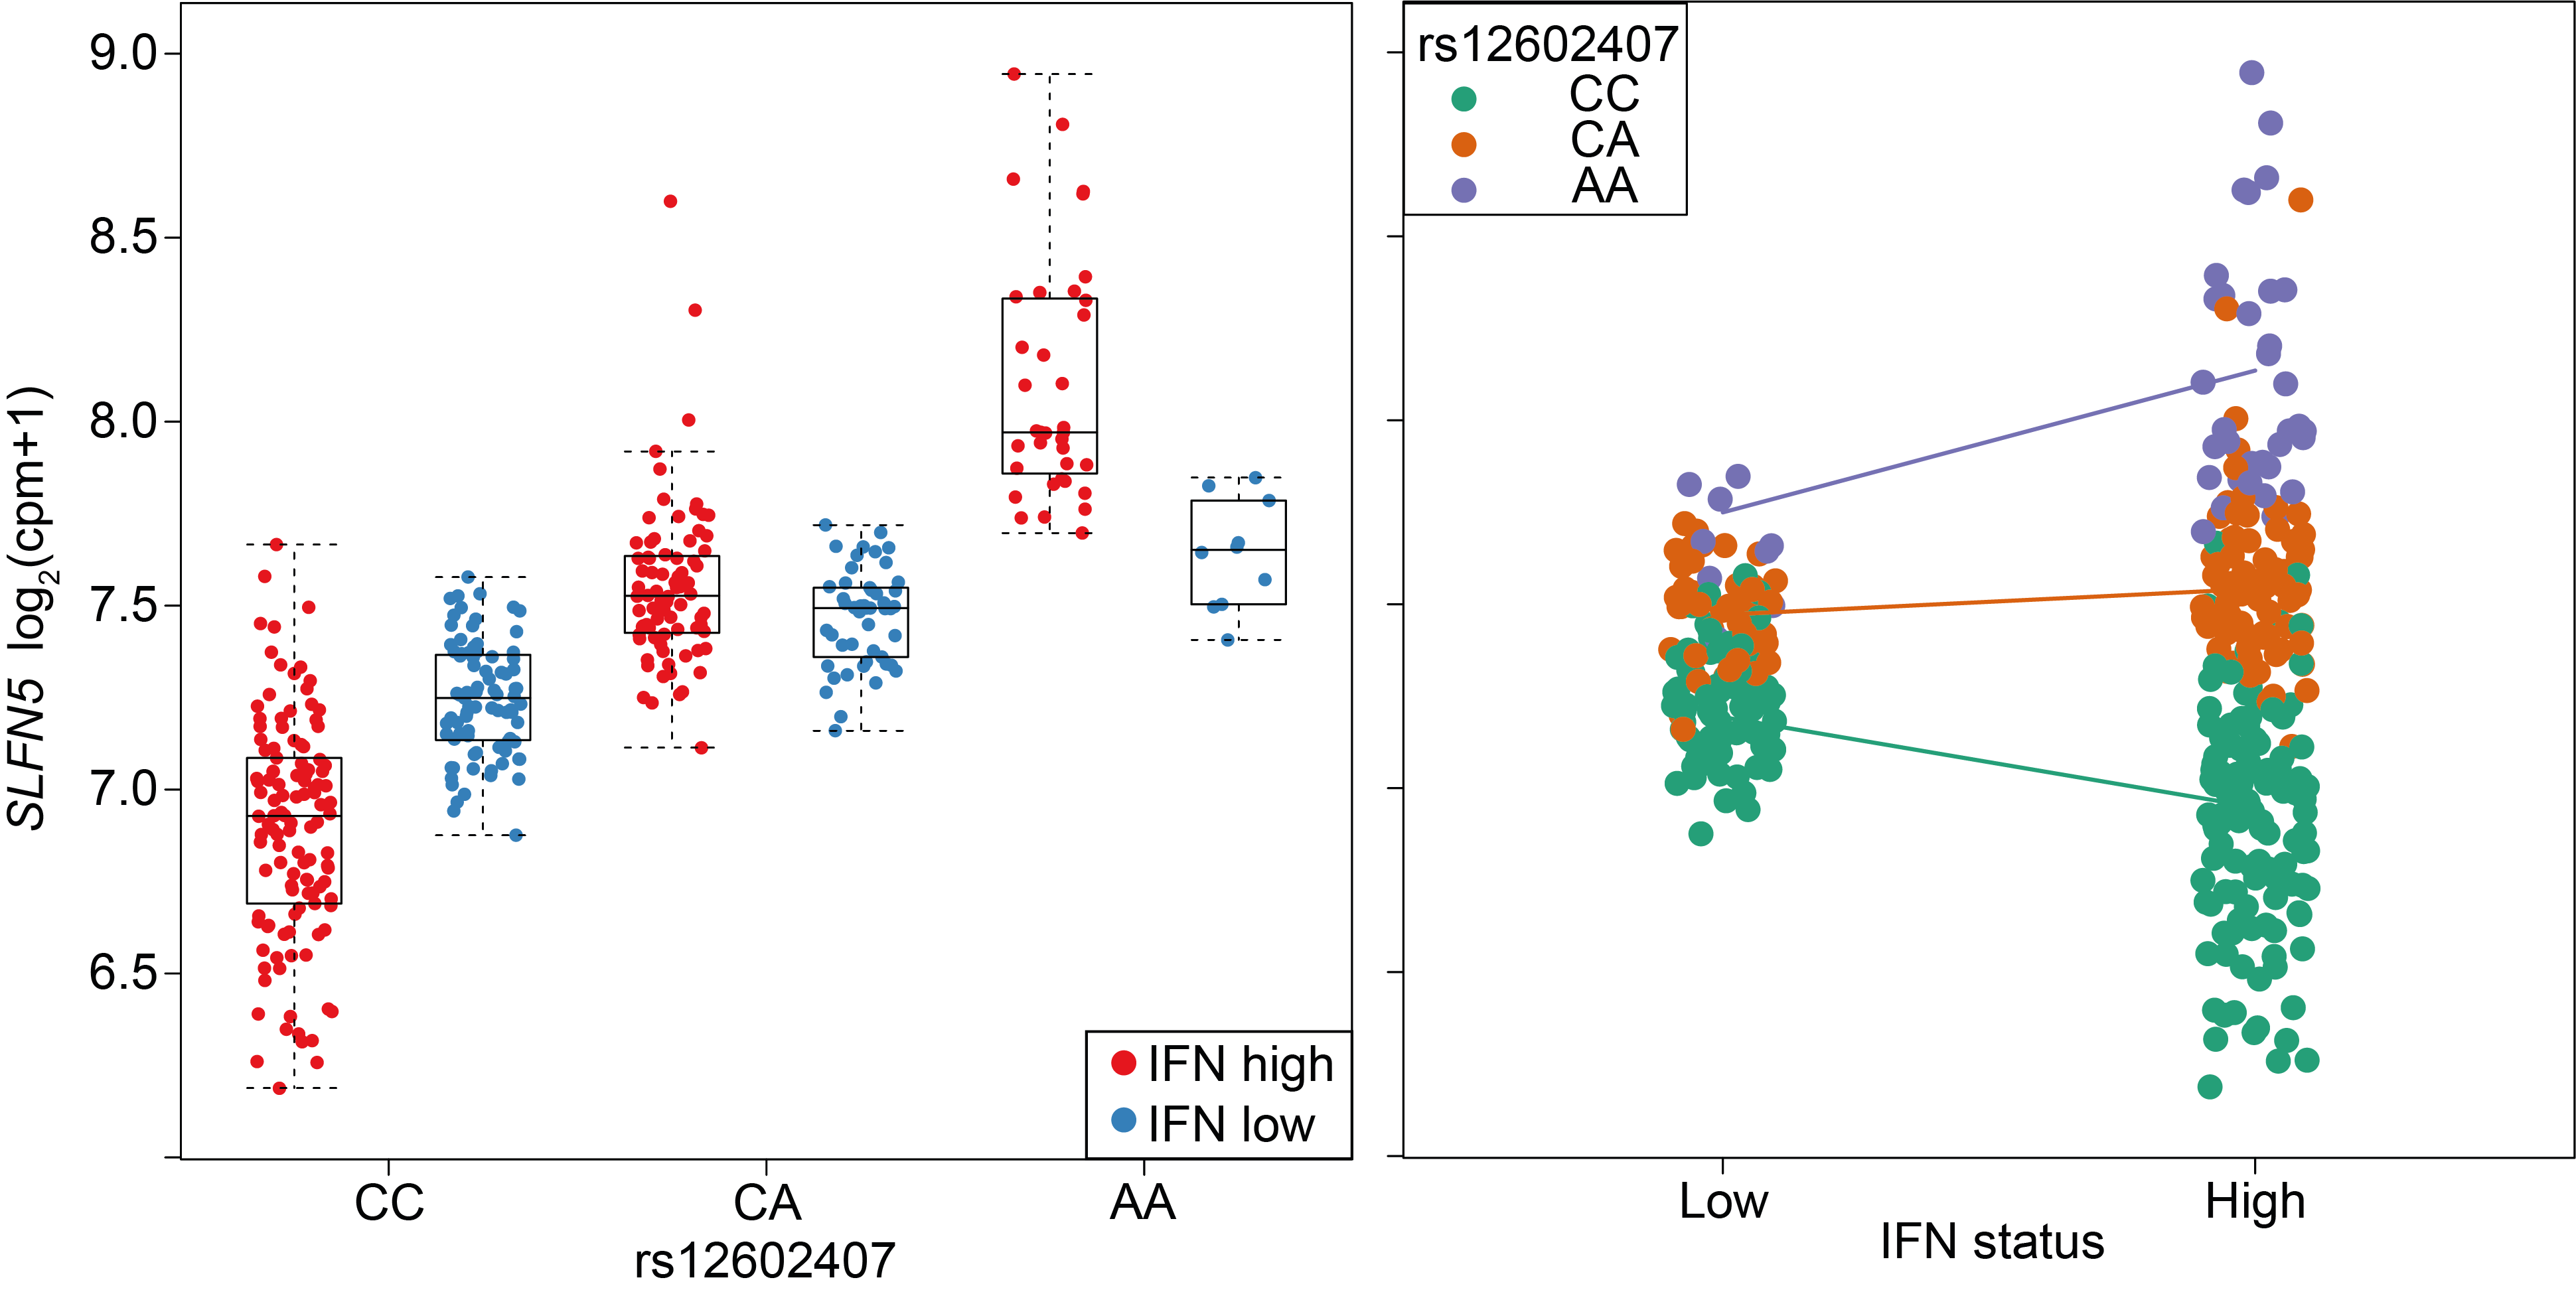 SLFN5 log2(cpm+1)
9.0
8.5
8.0
7.5
7.0
6.5
CC
CA
AA
rs12602407
IFN high
IFN low
rs12602407
CC
CA
AA
Low
High
IFN status